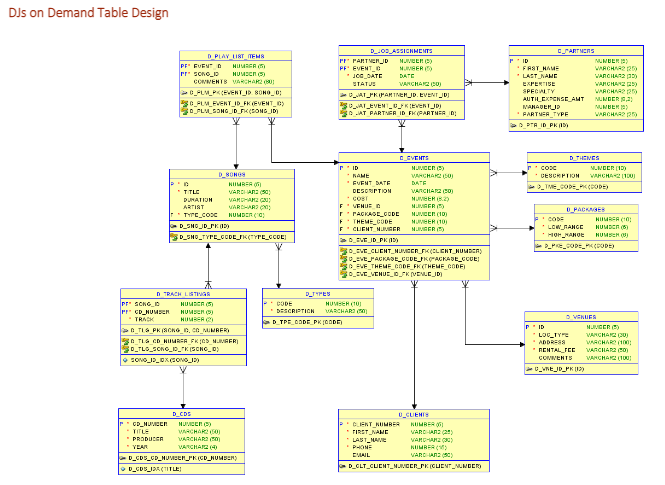 DJs on Demand Table Design
D_PLAY_LIST_ITEMS
PF* EVENT_ID NUMBER (5)
PF* SONG_ID NUMBER (5)
COMMENTS VARCHAR2 (80)
D_PLI_PK (EVENT_ID, SONG_ID)
D_PLM_EVENT_ID_FK (EVENT_ID)
D_PLM_SONG_ID_FK (SONG_ID)
D_JOB_ASSIGNMENTS
PF* PARTNER_ID NUMBER (5)
PF* EVENT_ID NUMBER (5)
* JOB_DATE DATE
STATUS VARCHAR2 (50)
D_JAT_PK (PARTNER_ID, EVENT_ID)
D_JAT_EVENT_ID_FK (EVENT_ID)
D_JAT_PARTNER_ID_FK (PARTNER_ID)
D_PARTNERS
P * ID NUMBER (5)
* FIRST_NAME VARCHAR2 (25)
* LAST_NAME VARCHAR2 (30)
EXPERTISE VARCHAR2 (25)
SPECIALTY VARCHAR2 (25)
AUTH_EXPENSE_AMT NUMBER (8,2)
MANAGER_ID NUMBER (5)
* PARTNER_TYPE VARCHAR2 (25)
D_PTR_ID_PK (ID)
D_SONGS
P * ID NUMBER (5)
* TITLE VARCHAR2 (50)
DURATION VARCHAR2 (20)
ARTIST VARCHAR2 (20)
F * TYPE_CODE NUMBER (10)
D_SNG_ID_PK (ID)
D_SNG_TYPE_CODE_FK (TYPE_CODE)
D_EVENTS
P * ID NUMBER (5)
* NAME VARCHAR2 (50)
* EVENT_DATE DATE
DESCRIPTION VARCHAR2 (50)
* COST NUMBER (8,2)
F * VENUE_ID NUMBER (5)
F * PACKAGE_CODE NUMBER (10)
F * THEME_CODE NUMBER (10)
F * CLIENT_NUMBER NUMBER (5)
D_EVE_ID_PK (ID)
D_EVE_CLIENT_NUMBER_FK (CLIENT_NUMBER)
D_EVE_PACKAGE_CODE_FK (PACKAGE_CODE)
D_EVE_THEME_CODE_FK (THEME_CODE)
D_EVE_VENUE_ID_FK (VENUE_ID)
D_THEMES
P * CODE NUMBER (10)
* DESCRIPTION VARCHAR2 (100)
D_TME_CODE_PK (CODE)
D_PACKAGES
P * CODE NUMBER (10)
* LOW_RANGE NUMBER (6)
* HIGH_RANGE NUMBER (6)
D_PKE_CODE_PK (CODE)
D_TRACK_LISTINGS
PF* SONG_ID NUMBER (5)
PF* CD_NUMBER NUMBER (5)
* TRACK NUMBER (2)
D_TLG_PK (SONG_ID, CD_NUMBER)
D_TLG_CD_NUMBER_FK (CD_NUMBER)
D_TLG_SONG_ID_FK (SONG_ID)
SONG_ID_IDX (SONG_ID)
D_TYPES
P * CODE NUMBER (10)
* DESCRIPTION VARCHAR2 (50)
D_TPE_CODE_PK (CODE)
D_VENUES
P * ID NUMBER (5)
* LOC_TYPE VARCHAR2 (30)
* ADDRESS VARCHAR2 (100)
* RENTAL_FEE VARCHAR2 (50)
COMMENTS VARCHAR2 (100)
D_VNE_ID_PK (ID)
D_CDS
P * CD_NUMBER NUMBER (5)
* TITLE VARCHAR2 (50)
* PRODUCER VARCHAR2 (50)
* YEAR VARCHAR2 (4)
D_CDS_CD_NUMBER_PK (CD_NUMBER)
D_CDS_IDX (TITLE)
D_CLIENTS
P * CLIENT_NUMBER NUMBER (5)
* FIRST_NAME VARCHAR2 (25)
* LAST_NAME VARCHAR2 (30)
* PHONE NUMBER (15)
EMAIL VARCHAR2 (50)
D_CLT_CLIENT_NUMBER_PK (CLIENT_NUMBER)